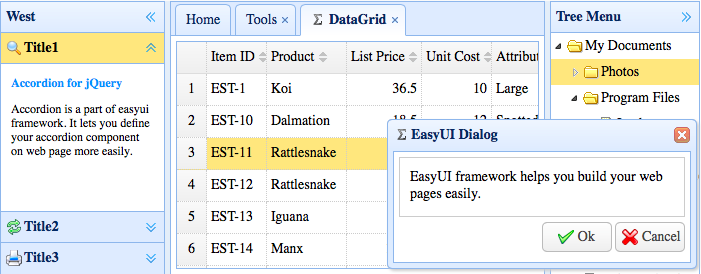 West
Title1
Accordion for jQuery
Accordion is a part of easyui
framework. It lets you define
your accordion component
on web page more easily.
Title2
Title3
Home Tools × Σ DataGrid ×
Item ID Product List Price Unit Cost Attribut
1 EST-1 Koi 36.5 10 Large
2 EST-10 Dalmation
3 EST-11 Rattlesnake
4 EST-12 Rattlesnake
5 EST-13 Iguana
6 EST-14 Manx
Σ EasyUI Dialog
EasyUI framework helps you build your web
pages easily.
Ok Cancel
Tree Menu
My Documents
Photos
Program Files